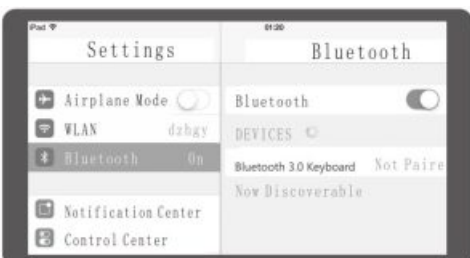 iPad
01:20
Settings
Bluetooth
Airplane Mode
WLAN dzhgy
Bluetooth On
Notification Center
Control Center
Bluetooth
DEVICES
Bluetooth 3.0 Keyboard Not Paire
Now Discoverable